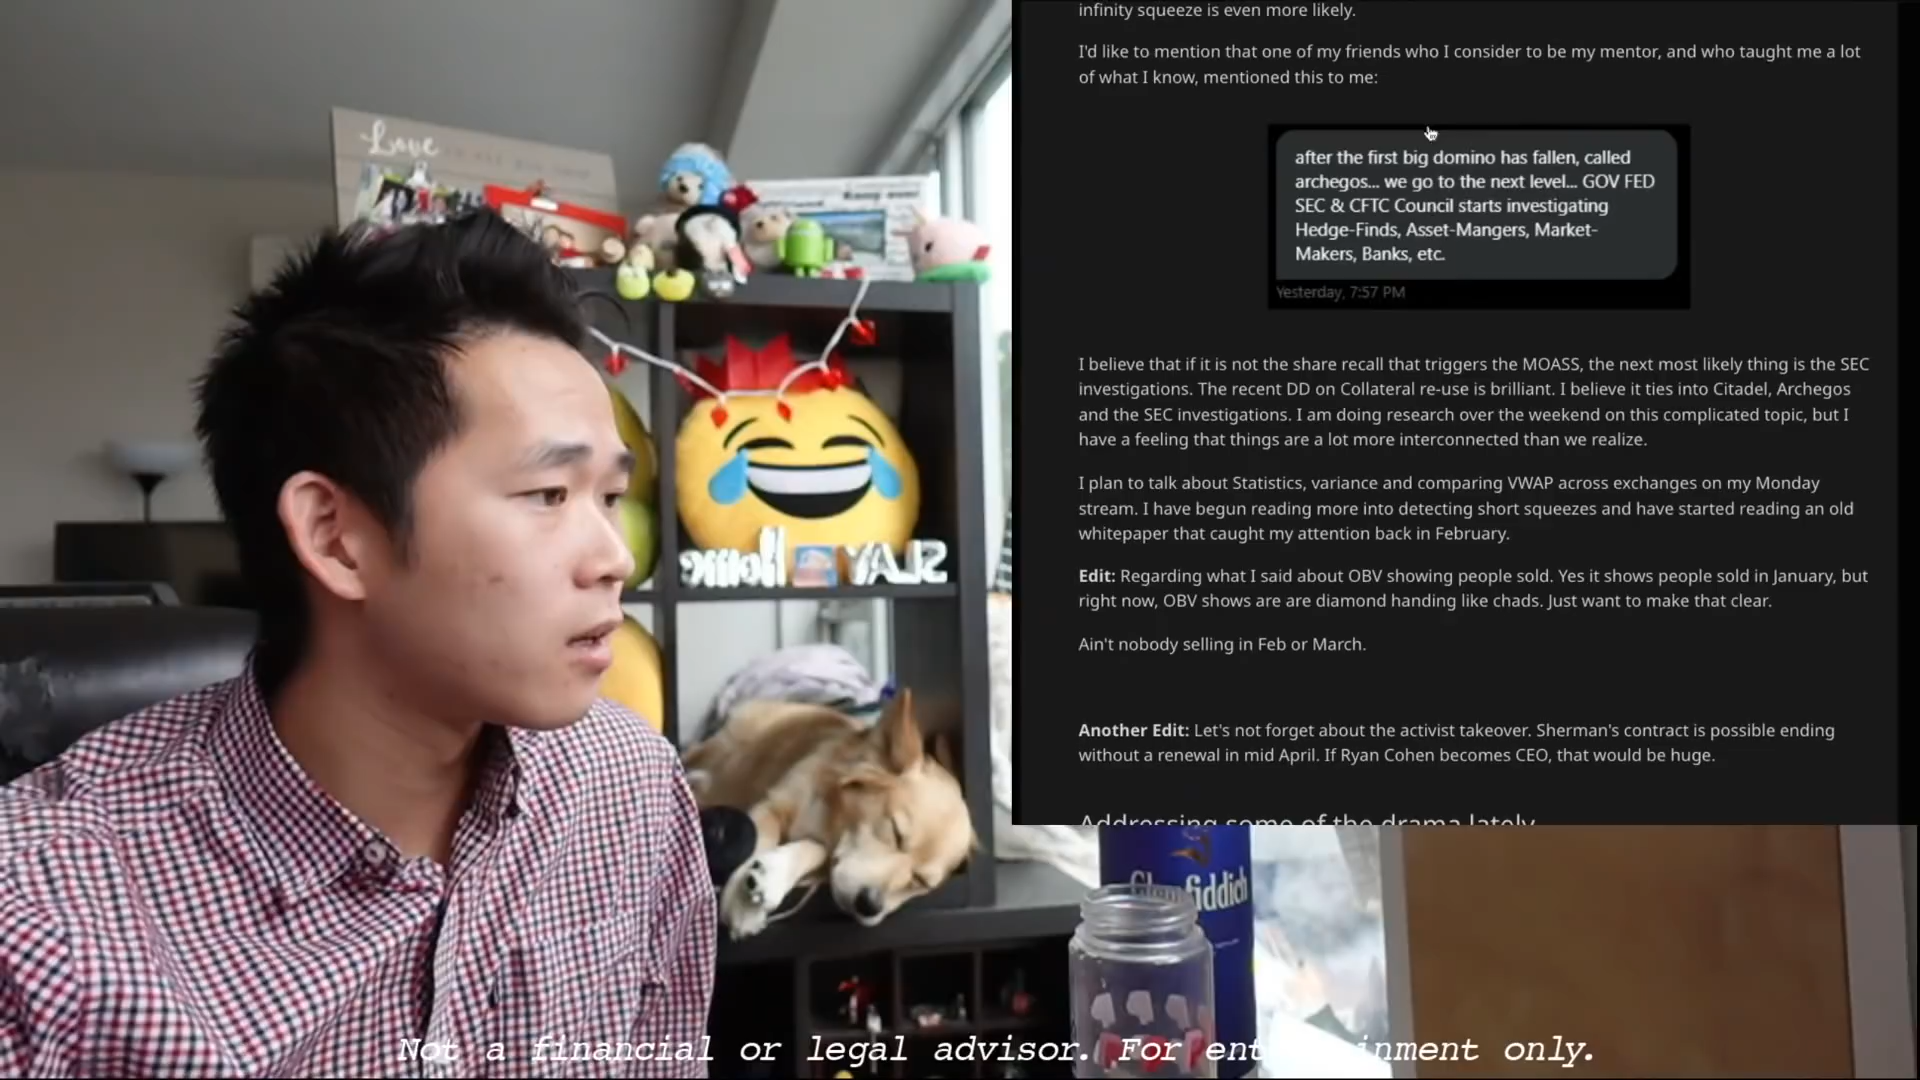 infinity squeeze is even more likely.
I'd like to mention that one of my friends who I consider to be my mentor, and who taught me a lot
of what I know, mentioned this to me:
after the first big domino has fallen, called
archegos... we go to the next level... GOV FED
SEC & CFTC Council starts investigating
Hedge-Finds, Asset-Mangers, Market-
Makers, Banks, etc.
Yesterday, 7:57 PM
I believe that if it is not the share recall that triggers the MOASS, the next most likely thing is the SEC
investigations. The recent DD on Collateral re-use is brilliant. I believe it ties into Citadel, Archegos
and the SEC investigations. I am doing research over the weekend on this complicated topic, but I
have a feeling that things are a lot more interconnected than we realize.
I plan to talk about Statistics, variance and comparing VWAP across exchanges on my Monday
stream. I have begun reading more into detecting short squeezes and have started reading an old
whitepaper that caught my attention back in February.
Edit: Regarding what I said about OBV showing people sold. Yes it shows people sold in January, but
right now, OBV shows are are diamond handing like chads. Just want to make that clear.
Ain't nobody selling in Feb or March.
Another Edit: Let's not forget about the activist takeover. Sherman's contract is possible ending
without a renewal in mid April. If Ryan Cohen becomes CEO, that would be huge.
Addressing some of the drama lately
Love
Home
SLAY
Glenfiddich
Not a financial or legal advisor. For entertainment only.